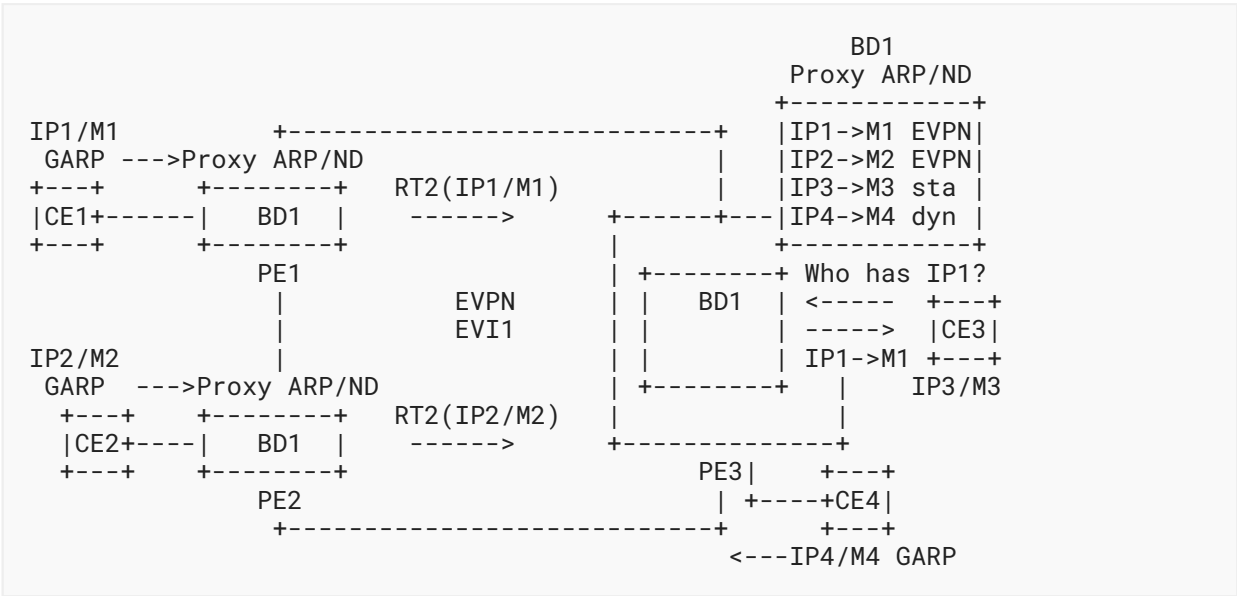 BD1
Proxy ARP/ND
+------------+
IP1/M1 +----------------------------+ |IP1->M1 EVPN|
GARP --->Proxy ARP/ND | |IP2->M2 EVPN|
+---+ +--------+ RT2(IP1/M1) | |IP3->M3 sta |
|CE1+------| BD1 | ------> +------+---|IP4->M4 dyn |
+---+ +--------+ | +------------+
PE1 | +--------+ Who has IP1?
| EVPN | | BD1 | <----- +---+
| EVI1 | | | -----> |CE3|
IP2/M2 | | | | IP1->M1 +---+
GARP --->Proxy ARP/ND | +--------+ | IP3/M3
+---+ +--------+ RT2(IP2/M2) | |
|CE2+----| BD1 | ------> +--------------+
+---+ +--------+ PE3| +---+
PE2 | +----+CE4|
+----------------------------+ +---+
<---IP4/M4 GARP